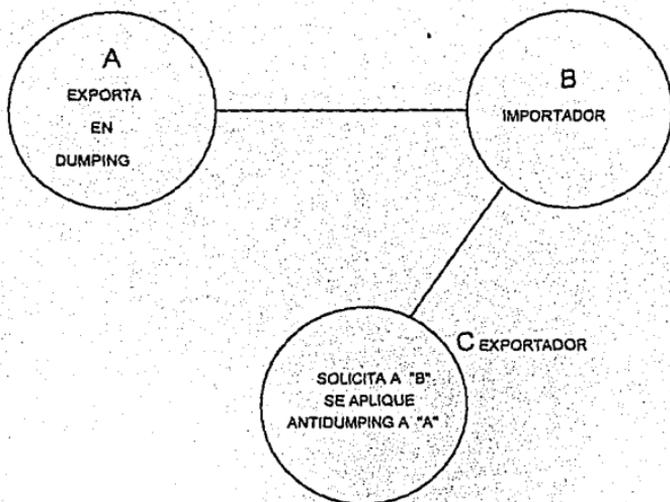 A
EXPORTA
EN
DUMPING
B
IMPORTADOR
C EXPORTADOR
SOLICITA A "B"
SE APLIQUE
ANTIDUMPING A "A"